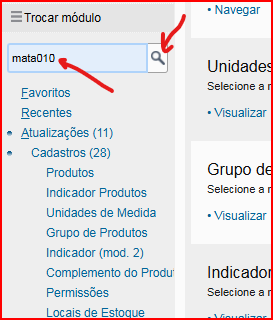 Trocar módulo
mata010
Favoritos
Recentes
Atualizações (11)
Cadastros (28)
Produtos
Indicador Produtos
Unidades de Medida
Grupo de Produtos
Indicador (mod. 2)
Complemento do Produt
Permissões
Locais de Estoque
• Navegar
Unidades
Selecione a r
• Visualizar
Grupo de
Selecione a r
• Visualizar
Indicador
Selecione a r